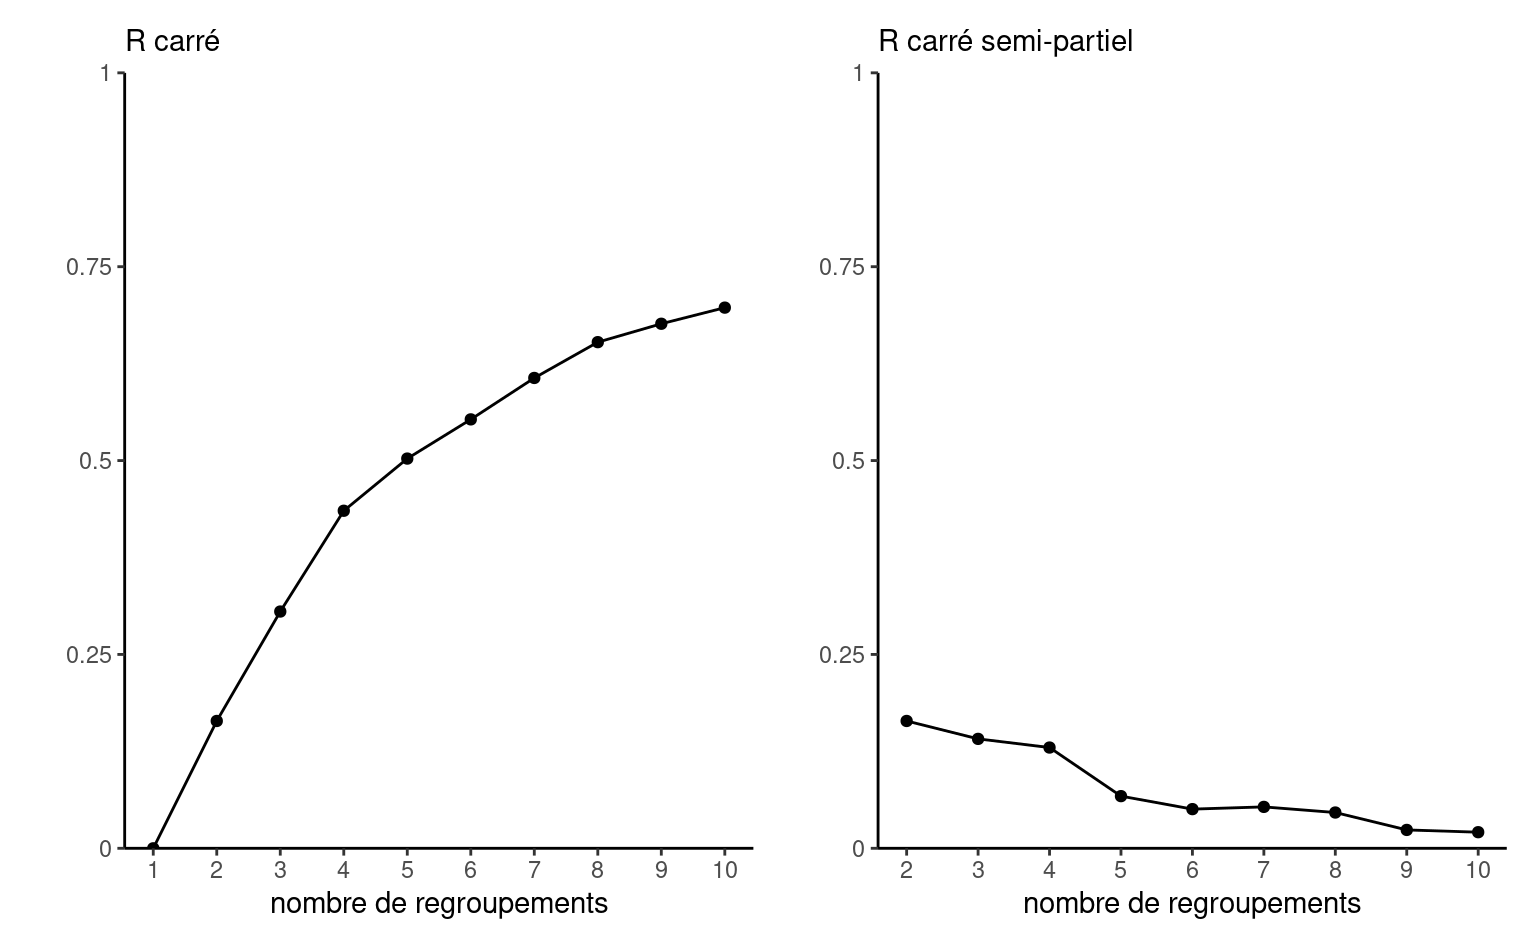 R carré
1
0.75
0.5
0.25
0
1 2 3 4 5 6 7 8 9 10
nombre de regroupements
R carré semi-partiel
1
0.75
0.5
0.25
0
2 3 4 5 6 7 8 9 10
nombre de regroupements